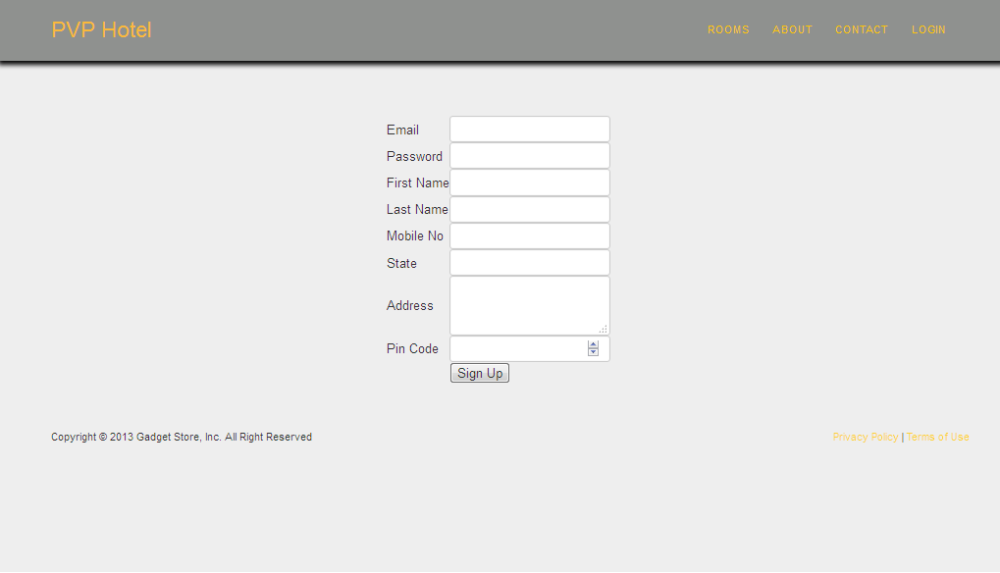 PVP Hotel
ROOMS ABOUT CONTACT LOGIN
Email
Password
First Name
Last Name
Mobile No
State
Address
Pin Code
Sign Up
Copyright © 2013 Gadget Store, Inc. All Right Reserved
Privacy Policy | Terms of Use